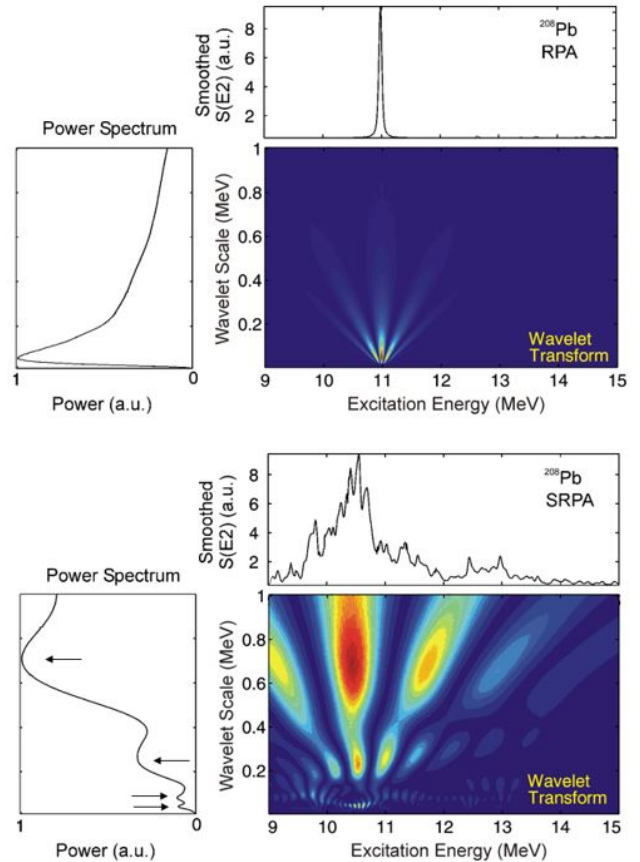 Smoothed
S(E2) (a.u.)
8
6
4
2
²⁰⁸Pb
RPA
Power Spectrum
1
0
Power (a.u.)
Wavelet Scale (MeV)
1
0.8
0.6
0.4
0.2
Wavelet
Transform
9 10 11 12 13 14 15
Excitation Energy (MeV)
Smoothed
S(E2) (a.u.)
8
6
4
2
²⁰⁸Pb
SRPA
Power Spectrum
1
0
Power (a.u.)
Wavelet Scale (MeV)
1
0.8
0.6
0.4
0.2
Wavelet
Transform
9 10 11 12 13 14 15
Excitation Energy (MeV)